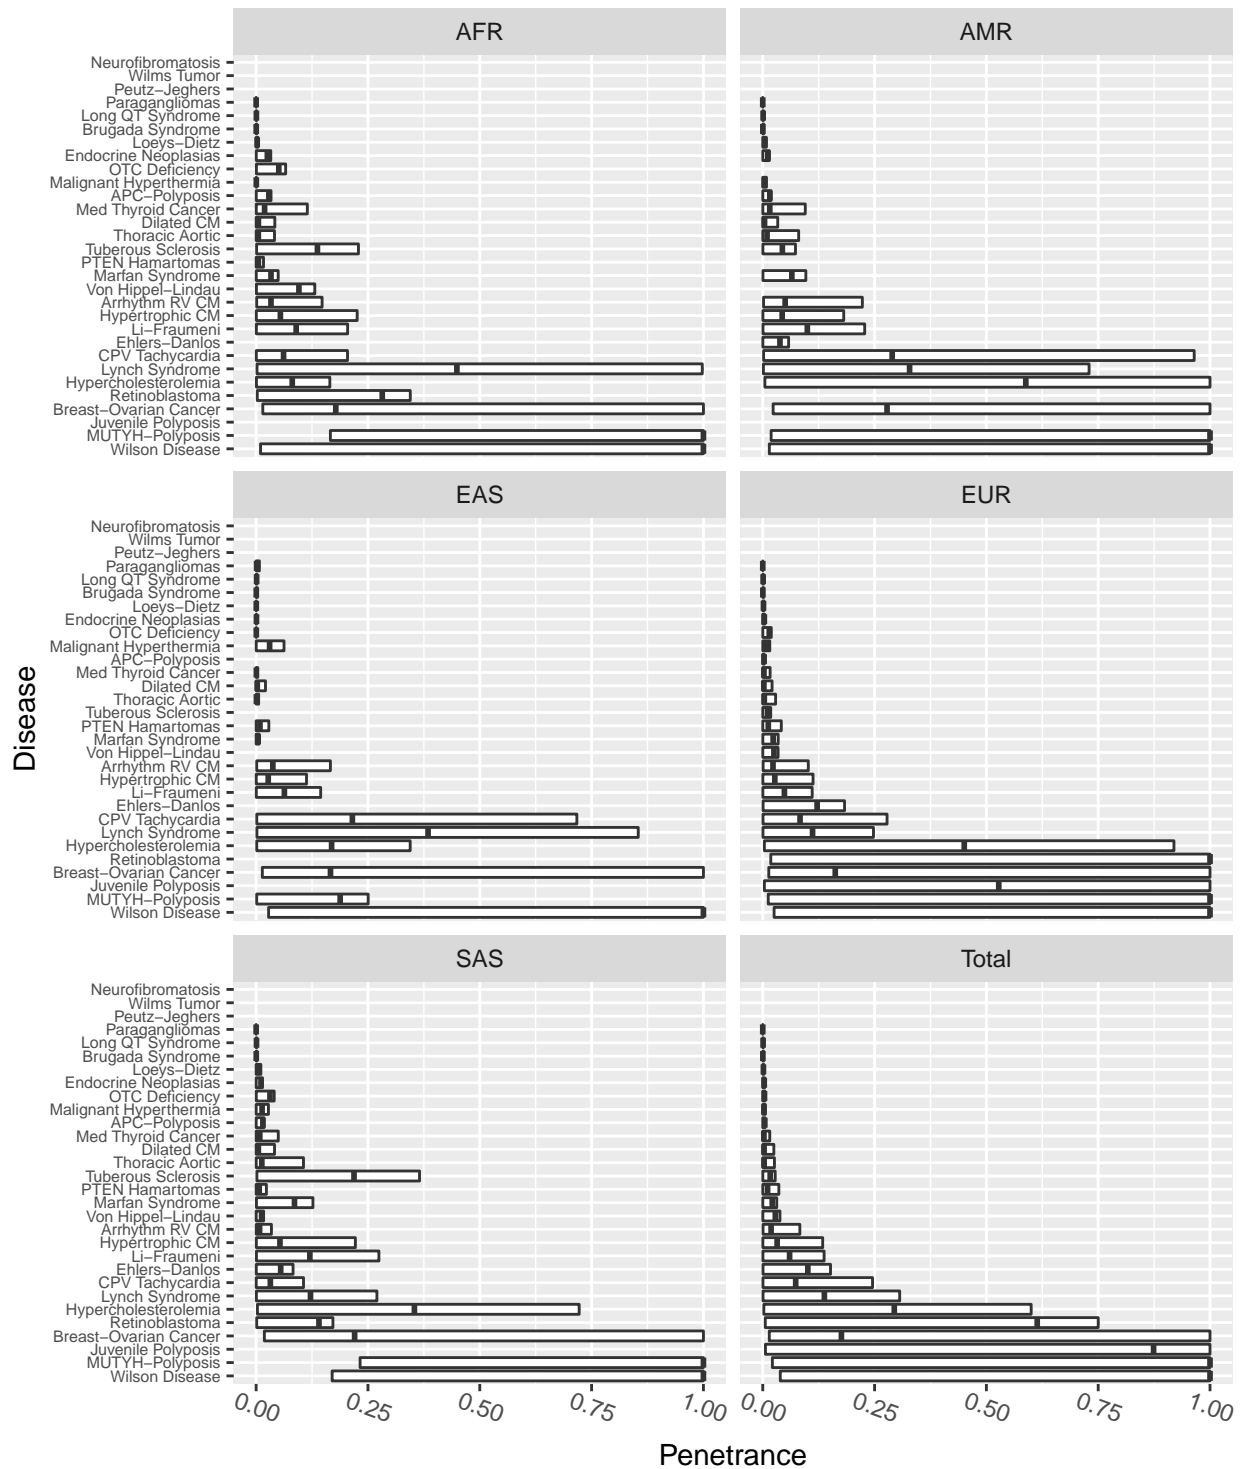 AFR
AMR
Neurofibromatosis
Wilms Tumor
Peutz−Jeghers
Paragangliomas
Long QT Syndrome
Brugada Syndrome
Loeys−Dietz
Endocrine Neoplasias
OTC Deficiency
Malignant Hyperthermia
APC−Polyposis
Med Thyroid Cancer
Dilated CM
Thoracic Aortic
Tuberous Sclerosis
PTEN Hamartomas
Marfan Syndrome
Von Hippel−Lindau
Arrhythm RV CM
Hypertrophic CM
Li−Fraumeni
Ehlers−Danlos
CPV Tachycardia
Lynch Syndrome
Hypercholesterolemia
Retinoblastoma
Breast−Ovarian Cancer
Juvenile Polyposis
MUTYH−Polyposis
Wilson Disease
EAS
EUR
Neurofibromatosis
Wilms Tumor
Peutz−Jeghers
Paragangliomas
Long QT Syndrome
Brugada Syndrome
Loeys−Dietz
Endocrine Neoplasias
OTC Deficiency
Malignant Hyperthermia
APC−Polyposis
Med Thyroid Cancer
Dilated CM
Thoracic Aortic
Tuberous Sclerosis
PTEN Hamartomas
Marfan Syndrome
Von Hippel−Lindau
Arrhythm RV CM
Hypertrophic CM
Li−Fraumeni
Ehlers−Danlos
CPV Tachycardia
Lynch Syndrome
Hypercholesterolemia
Retinoblastoma
Breast−Ovarian Cancer
Juvenile Polyposis
MUTYH−Polyposis
Wilson Disease
Disease
SAS
Total
Neurofibromatosis
Wilms Tumor
Peutz−Jeghers
Paragangliomas
Long QT Syndrome
Brugada Syndrome
Loeys−Dietz
Endocrine Neoplasias
OTC Deficiency
Malignant Hyperthermia
APC−Polyposis
Med Thyroid Cancer
Dilated CM
Thoracic Aortic
Tuberous Sclerosis
PTEN Hamartomas
Marfan Syndrome
Von Hippel−Lindau
Arrhythm RV CM
Hypertrophic CM
Li−Fraumeni
Ehlers−Danlos
CPV Tachycardia
Lynch Syndrome
Hypercholesterolemia
Retinoblastoma
Breast−Ovarian Cancer
Juvenile Polyposis
MUTYH−Polyposis
Wilson Disease
0.00 0.25 0.50 0.75 1.00
0.00 0.25 0.50 0.75 1.00
Penetrance